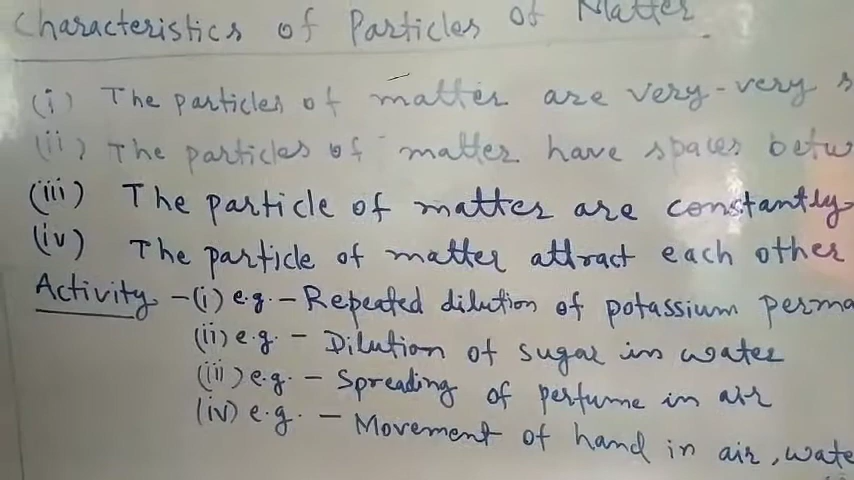 Characteristics of Particles of Matter
(i) The particles of matter are very-very s
(ii) The particles of matter have spaces betw
(iii) The particle of matter are constantly
(iv) The particle of matter attract each other
Activity - (i) e.g. - Repeated dilution of potassium perma
(ii) e.g. - Dilution of sugar in water
(iii) e.g. - Spreading of perfume in air
(iv) e.g. - Movement of hand in air, wate